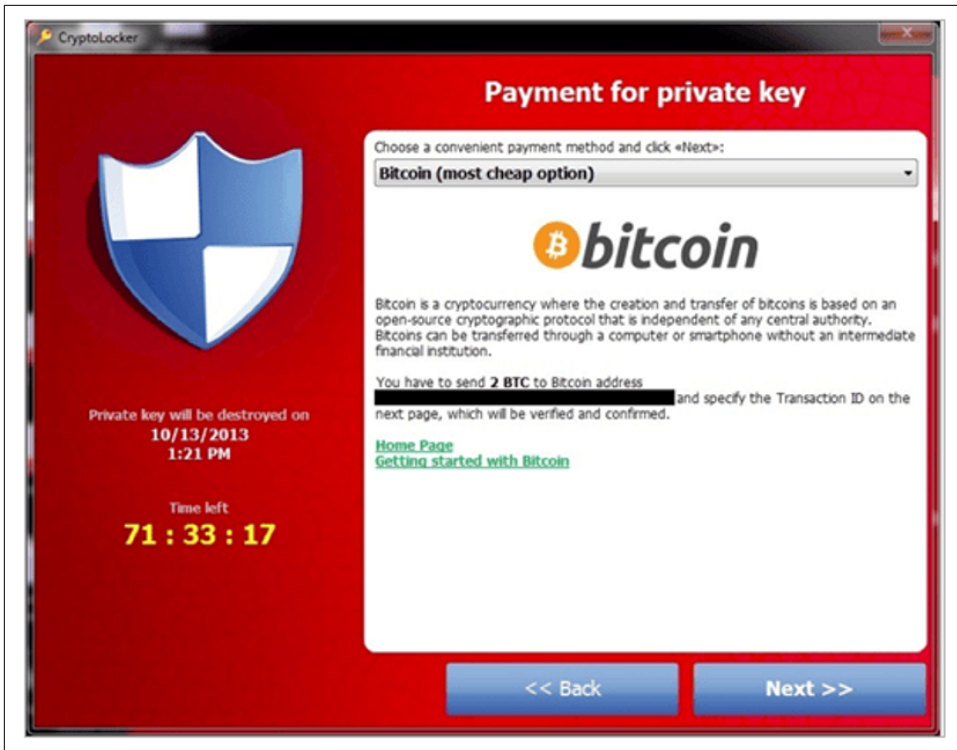 CryptoLocker
Payment for private key
Choose a convenient payment method and click «Next»:
Bitcoin (most cheap option)
bitcoin
Bitcoin is a cryptocurrency where the creation and transfer of bitcoins is based on an
open-source cryptographic protocol that is independent of any central authority.
Bitcoins can be transferred through a computer or smartphone without an intermediate
financial institution.
You have to send 2 BTC to Bitcoin address
and specify the Transaction ID on the
next page, which will be verified and confirmed.
Home Page
Getting started with Bitcoin
Private key will be destroyed on
10/13/2013
1:21 PM
Time left
71 : 33 : 17
<< Back
Next >>